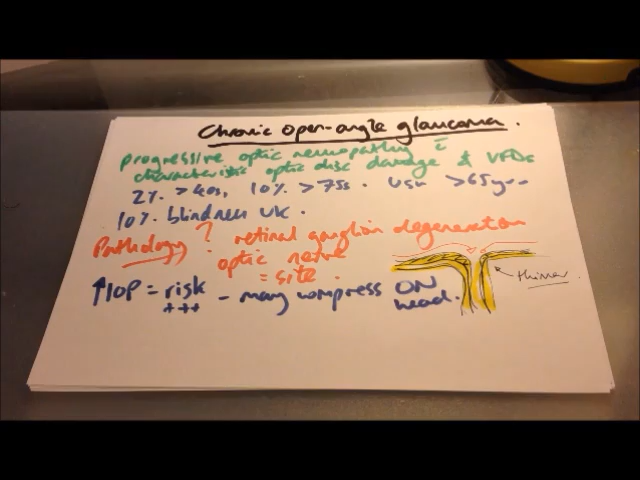 Chronic open-angle glaucoma.
progressive optic neuropathy c̄
characteristic optic disc damage & VFDs
2% > 40s, 10% > 75s. usu >65yrs
10% blindness UK.
Pathology ? retinal ganglion degeneration
optic nerve
= site.
↑IOP = risk - may compress ON
+++ head.
thinner